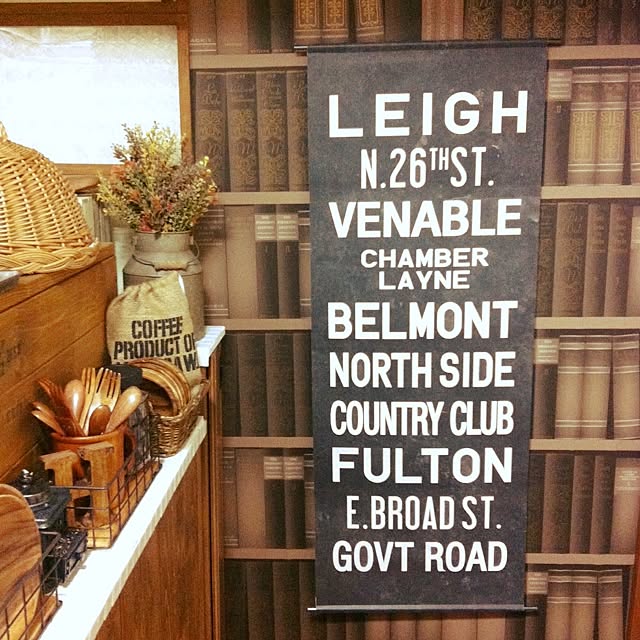 LEIGH
N.26TH ST.
VENABLE
CHAMBER
LAYNE
BELMONT
NORTH SIDE
COUNTRY CLUB
FULTON
E.BROAD ST.
GOVT ROAD
COFFEE
PRODUCT OF